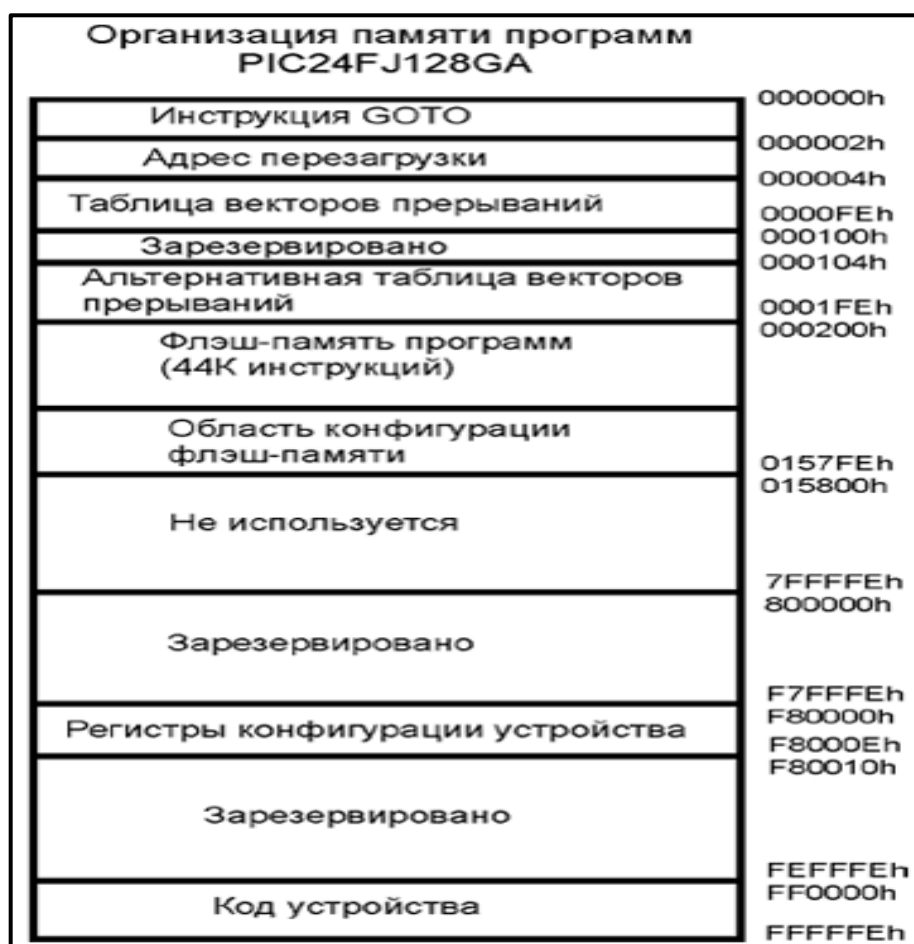 Организация памяти программ
PIC24FJ128GA
000000h
Инструкция GOTO
000002h
Адрес перезагрузки
000004h
Таблица векторов прерываний
0000FEh
000100h
Зарезервировано
000104h
Альтернативная таблица векторов
прерываний
0001FEh
000200h
Флэш-память программ
(44K инструкций)
Область конфигурации
флэш-памяти
0157FEh
015800h
Не используется
7FFFFEh
800000h
Зарезервировано
F7FFFEh
F80000h
Регистры конфигурации устройства
F8000Eh
F80010h
Зарезервировано
FEFFFEh
FF0000h
Код устройства
FFFFFEh